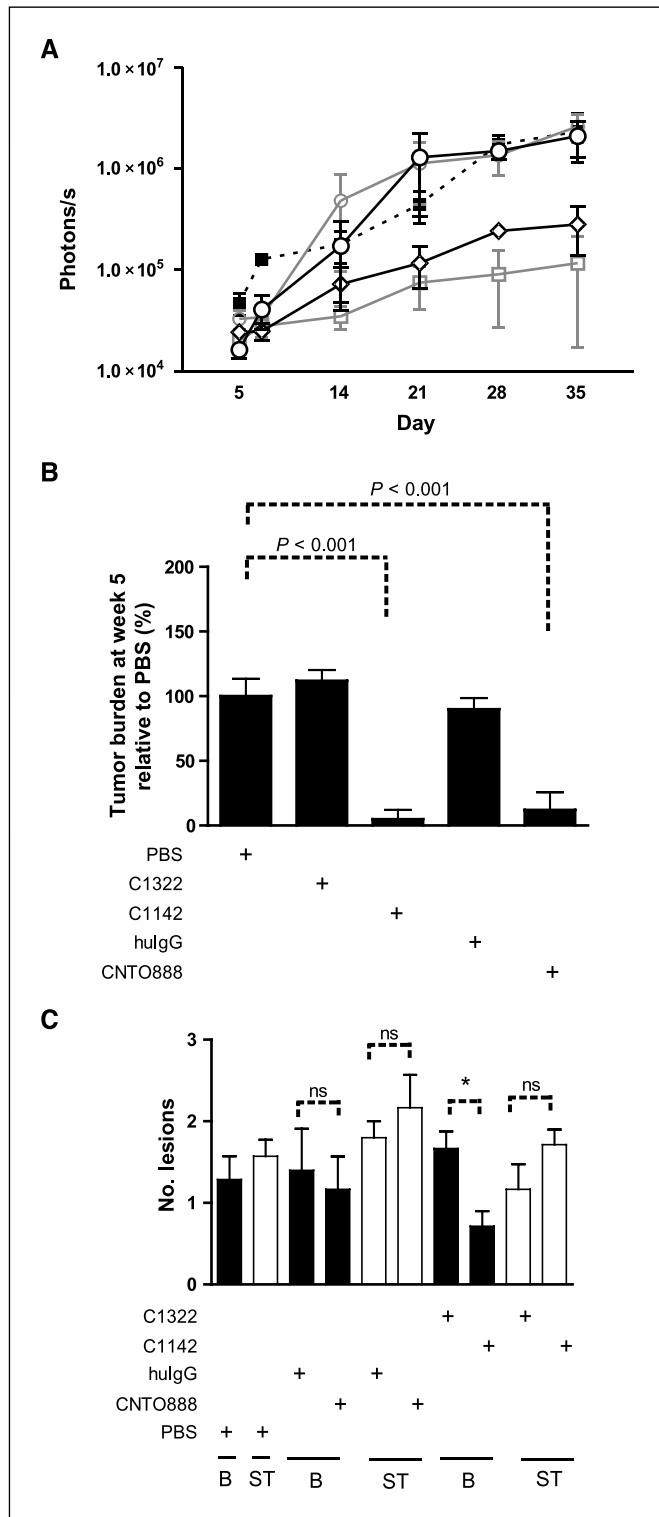 A
1.0 × 10⁷
1.0 × 10⁶
1.0 × 10⁵
1.0 × 10⁴
Photons/s
5 14 21 28 35
Day
B
P < 0.001
P < 0.001
200
150
100
50
0
Tumor burden at week 5
relative to PBS (%)
PBS +
C1322 +
C1142 +
huIgG +
CNTO888 +
C
3
2
1
0
No. lesions
ns
ns
*
ns
C1322 + +
C1142 + +
huIgG + +
CNTO888 + +
PBS + +
B ST B ST B ST